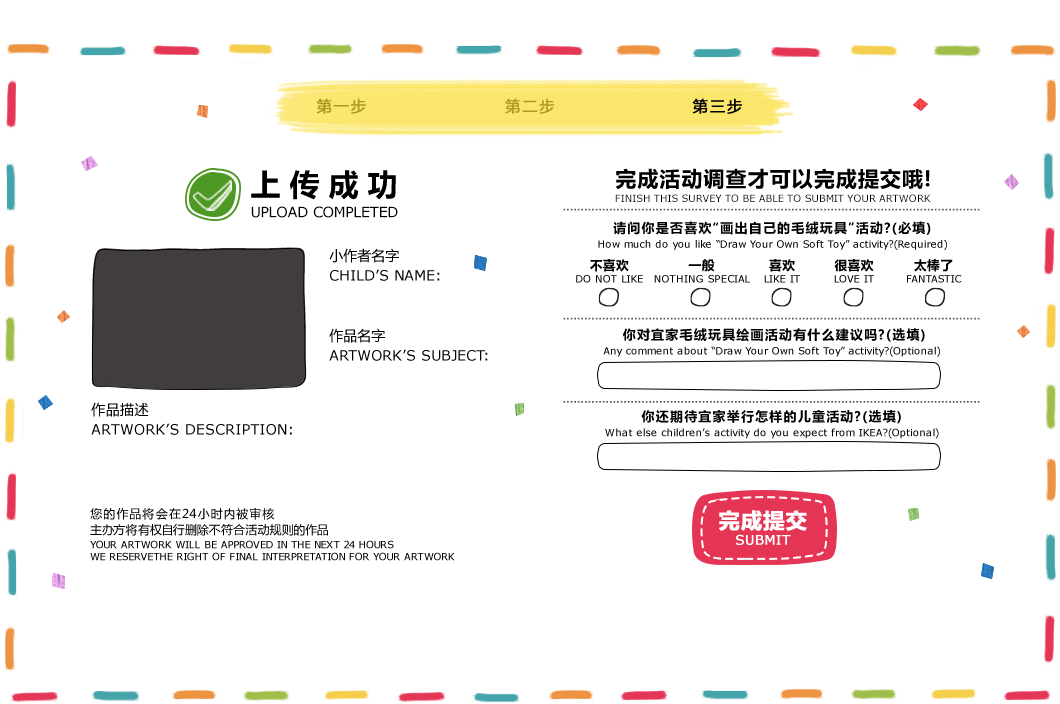 第一步
第二步
第三步
上传成功
UPLOAD COMPLETED
小作者名字
CHILD'S NAME:
作品名字
ARTWORK'S SUBJECT:
作品描述
ARTWORK'S DESCRIPTION:
您的作品将会在24小时内被审核
主办方将有权自行删除不符合活动规则的作品
YOUR ARTWORK WILL BE APPROVED IN THE NEXT 24 HOURS
WE RESERVETHE RIGHT OF FINAL INTERPRETATION FOR YOUR ARTWORK
完成活动调查才可以完成提交哦!
FINISH THIS SURVEY TO BE ABLE TO SUBMIT YOUR ARTWORK
请问你是否喜欢“画出自己的毛绒玩具”活动?(必填)
How much do you like “Draw Your Own Soft Toy” activity?(Required)
不喜欢 一般 喜欢 很喜欢 太棒了
DO NOT LIKE NOTHING SPECIAL LIKE IT LOVE IT FANTASTIC
你对宜家毛绒玩具绘画活动有什么建议吗?(选填)
Any comment about “Draw Your Own Soft Toy” activity?(Optional)
你还期待宜家举行怎样的儿童活动?(选填)
What else children's activity do you expect from IKEA?(Optional)
完成提交
SUBMIT